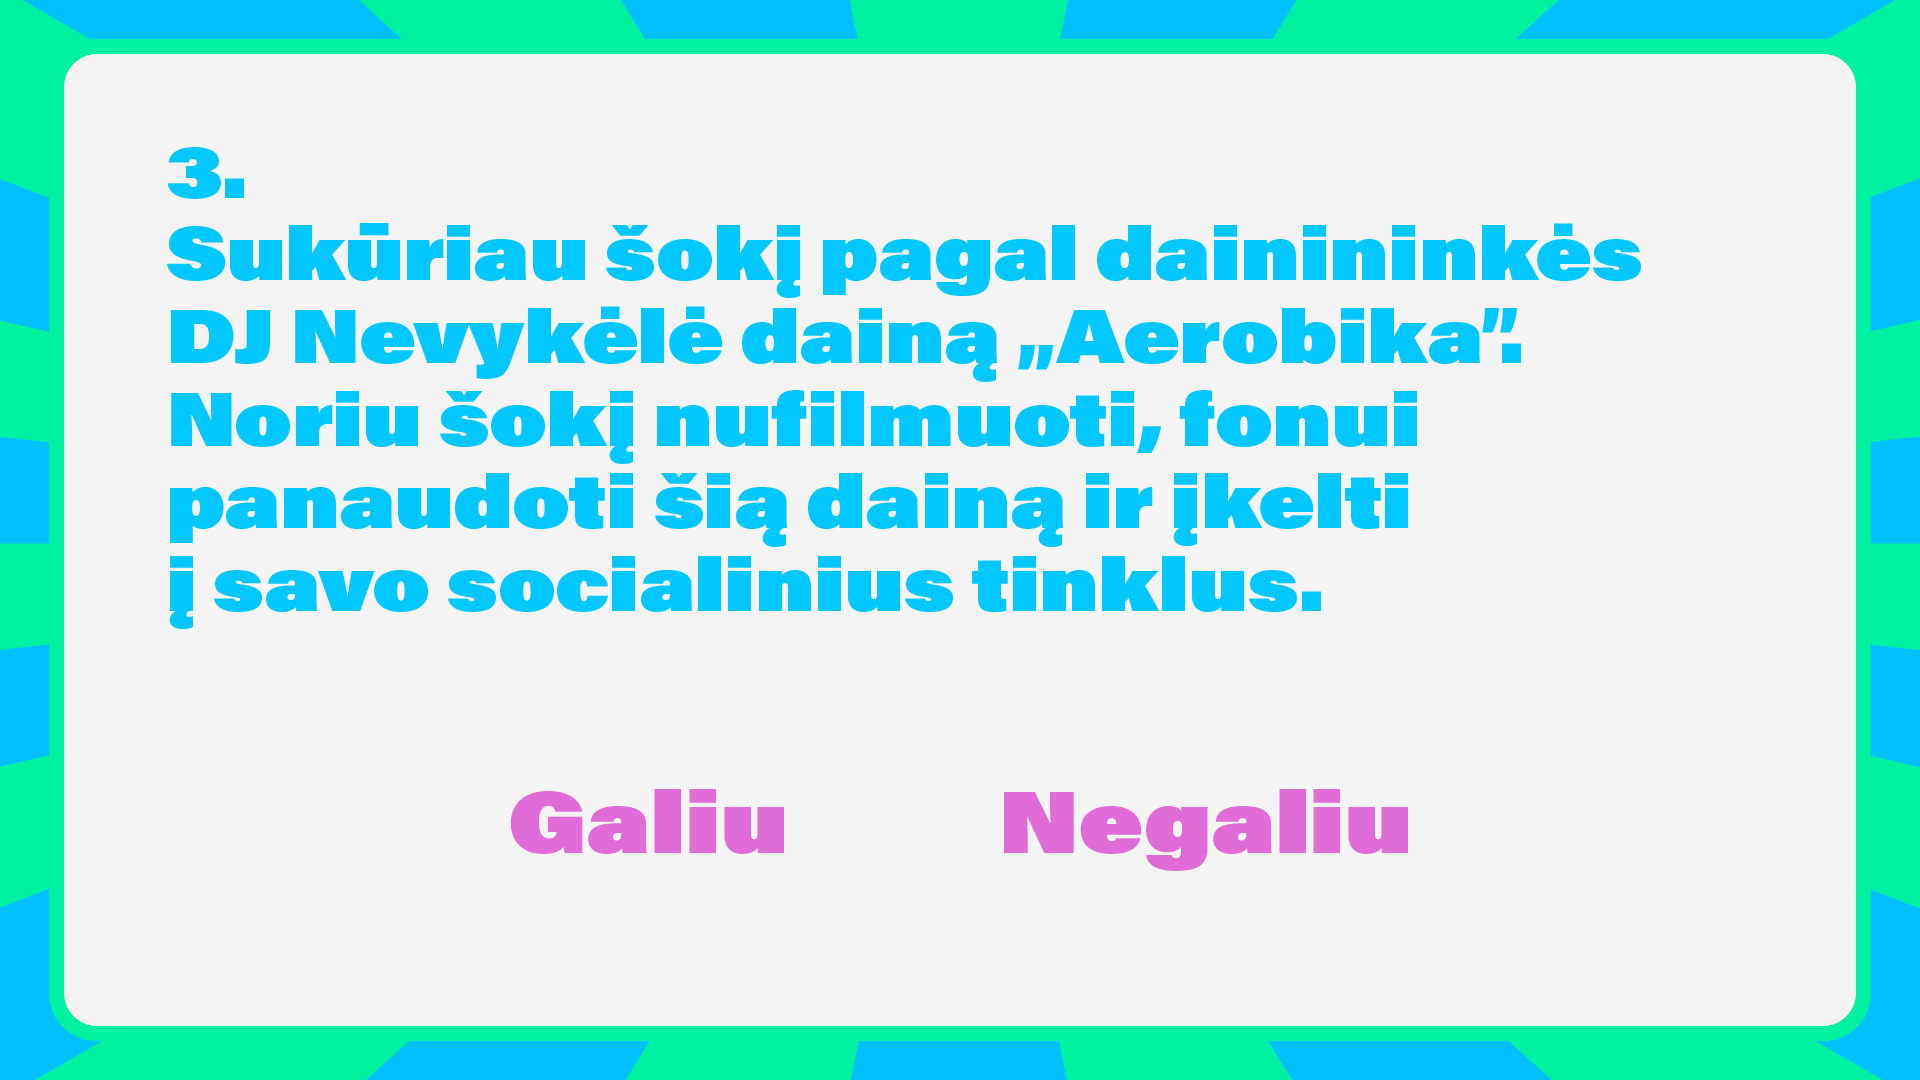 3.
Sukūriau šokį pagal dainininkės
DJ Nevykėlė dainą „Aerobika”.
Noriu šokį nufilmuoti, fonui
panaudoti šią dainą ir įkelti
į savo socialinius tinklus.
Galiu Negaliu